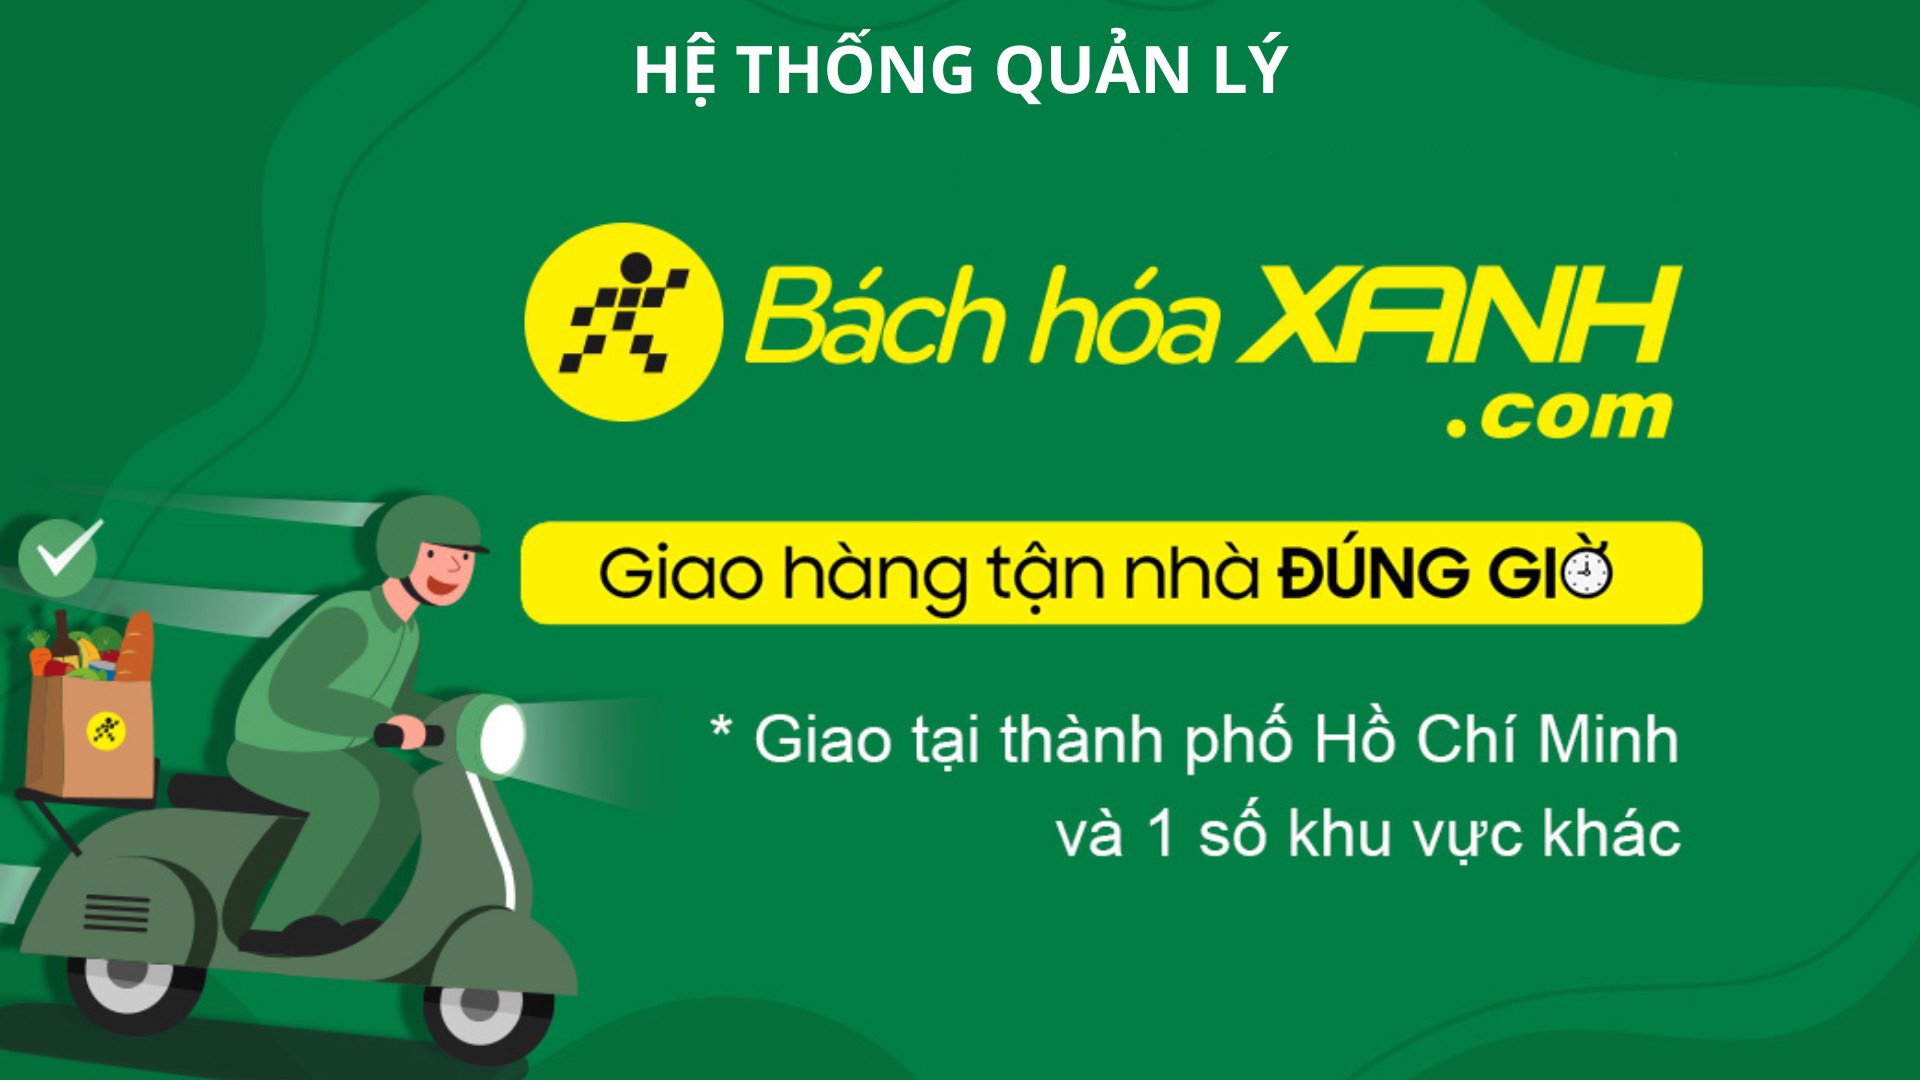 HỆ THỐNG QUẢN LÝ
Bách hóa XANH
.com
Giao hàng tận nhà ĐÚNG GIỜ
* Giao tại thành phố Hồ Chí Minh
và 1 số khu vực khác